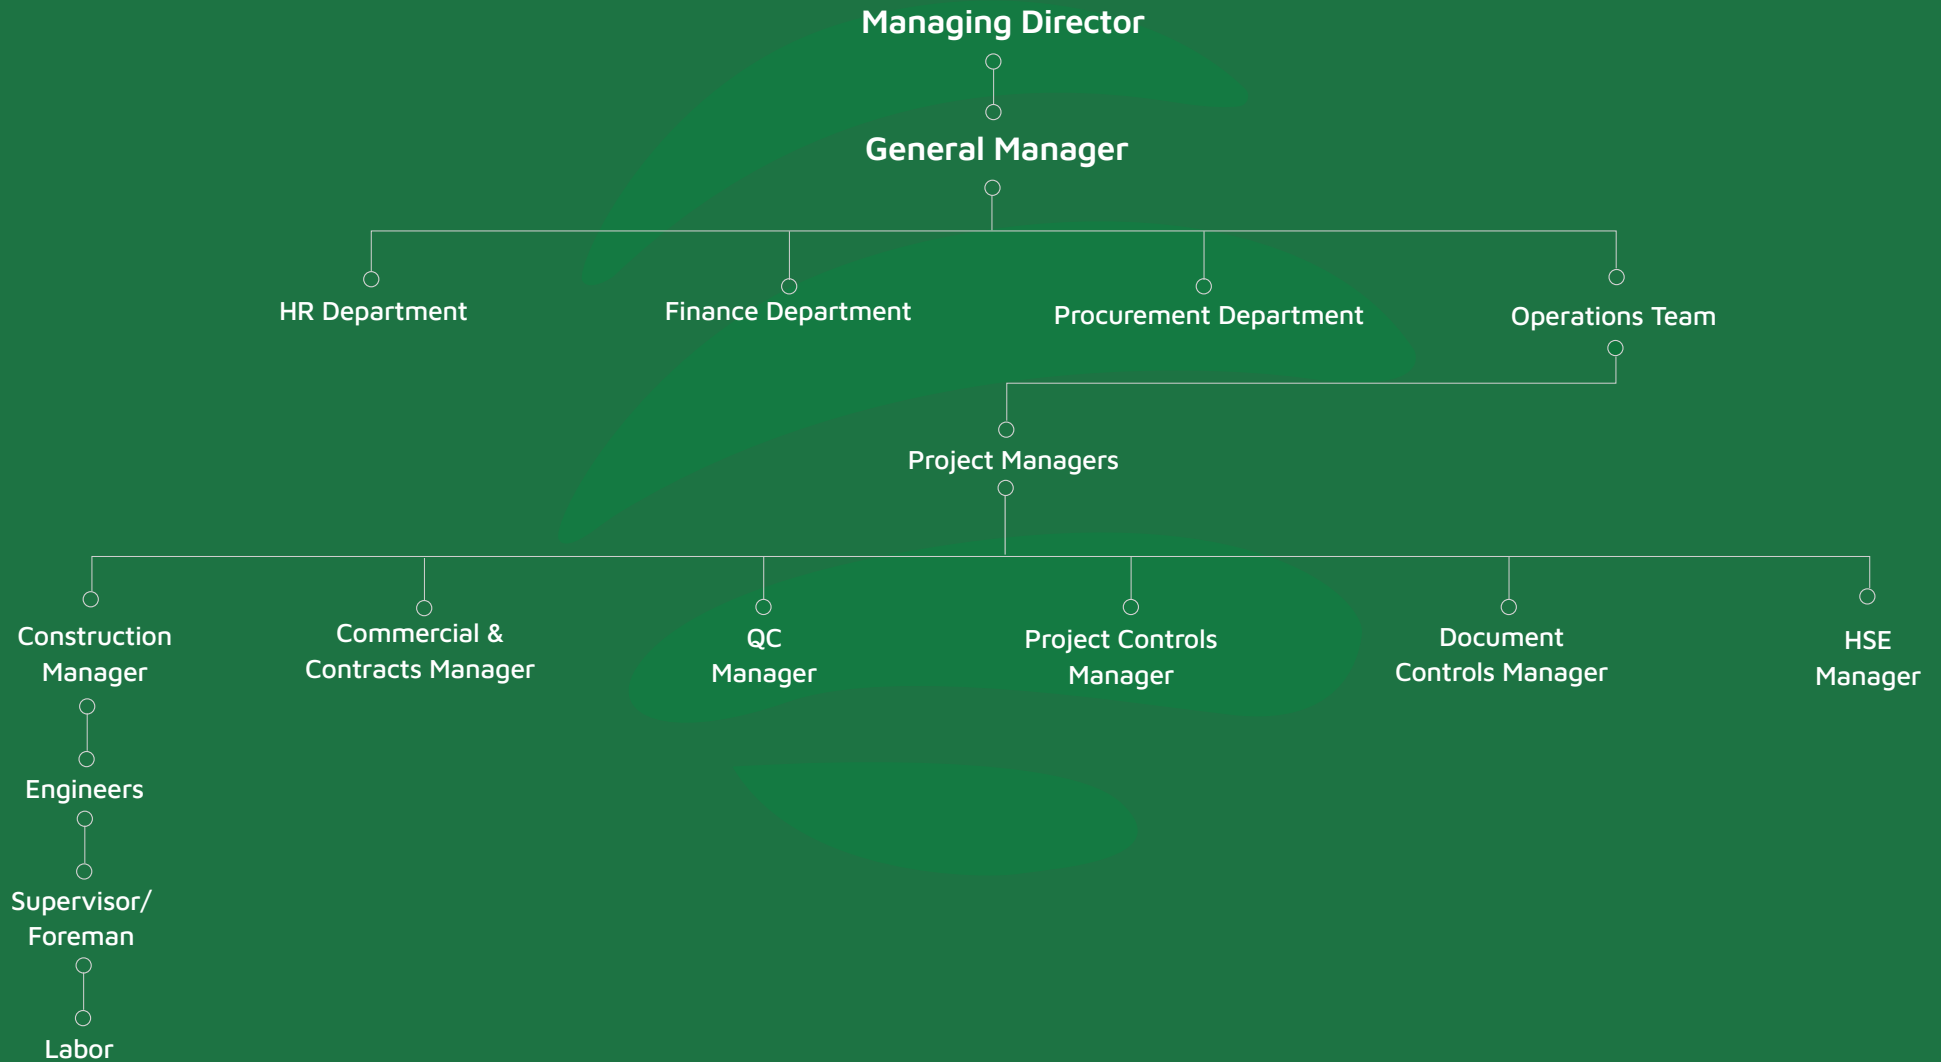 Managing Director
General Manager
HR Department
Finance Department
Procurement Department
Operations Team
Project Managers
Construction
Manager
Commercial &
Contracts Manager
QC
Manager
Project Controls
Manager
Document
Controls Manager
HSE
Manager
Engineers
Supervisor/
Foreman
Labor